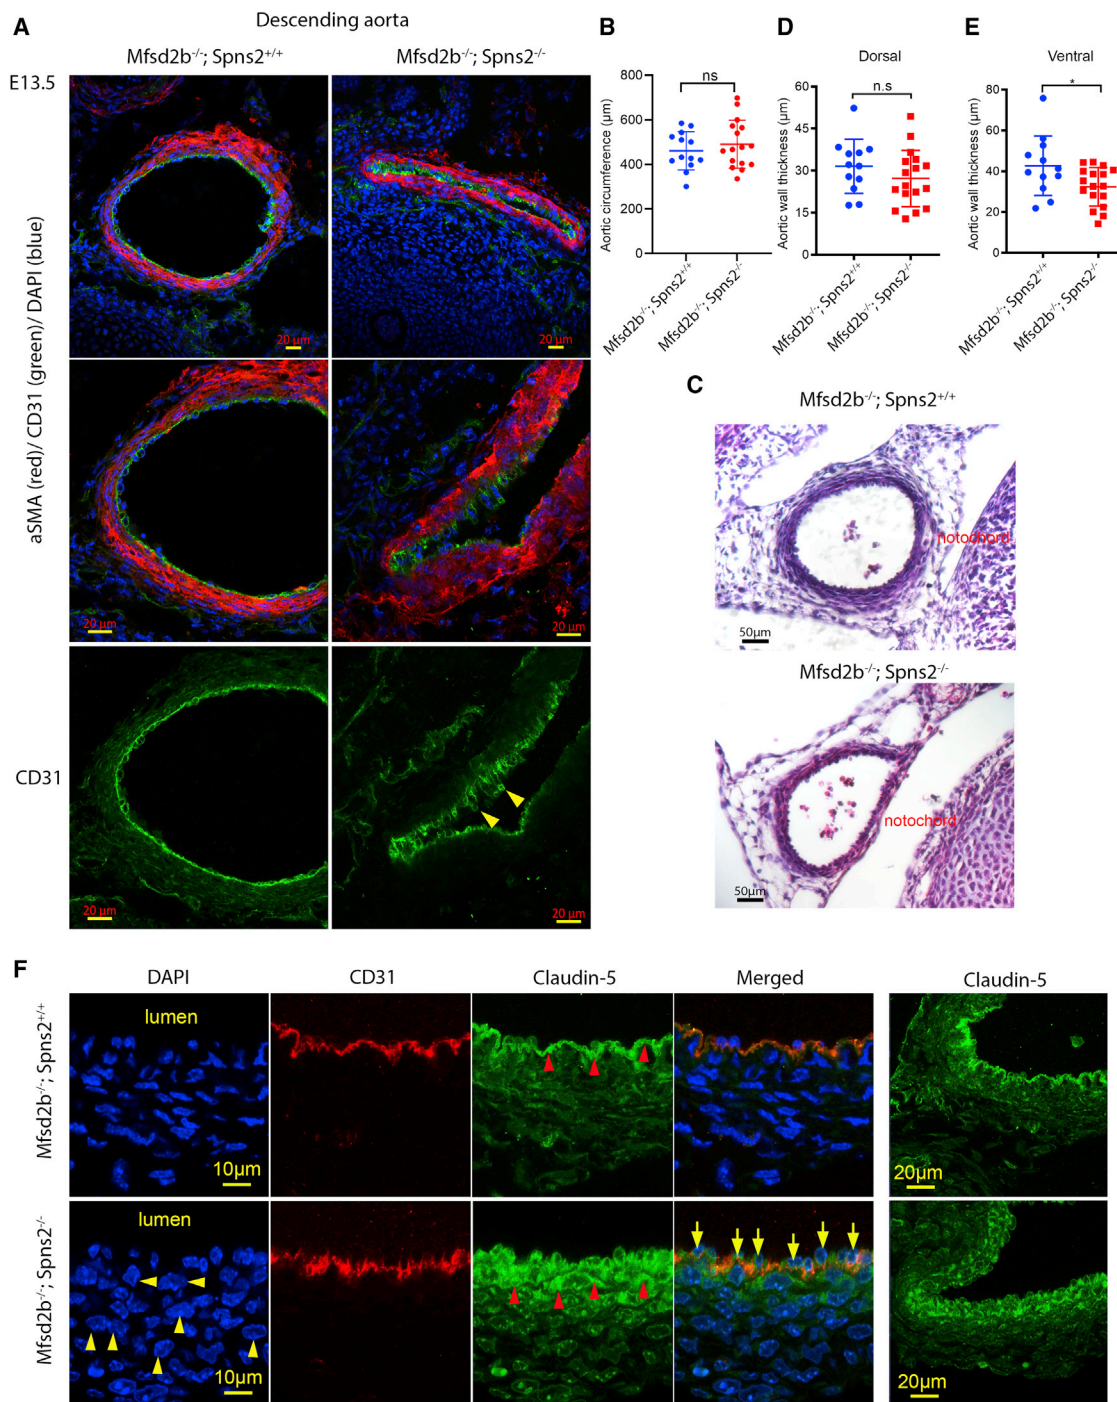 A
Descending aorta
Mfsd2b-/-; Spns2+/+
Mfsd2b-/-; Spns2-/-
E13.5
aSMA (red)/ CD31 (green)/ DAPI (blue)
20 µm
20 µm
20 µm
20 µm
CD31
20 µm
20 µm
B
ns
Aortic circumference (µm)
800
600
400
200
0
Mfsd2b-/-; Spns2+/+
Mfsd2b-/-; Spns2-/-
D
Dorsal
n.s
Aortic wall thickness (µm)
60
45
30
15
0
Mfsd2b-/-; Spns2+/+
Mfsd2b-/-; Spns2-/-
E
Ventral
*
Aortic wall thickness (µm)
80
60
40
20
0
Mfsd2b-/-; Spns2+/+
Mfsd2b-/-; Spns2-/-
C
Mfsd2b-/-; Spns2+/+
notochord
50µm
Mfsd2b-/-; Spns2-/-
notochord
50µm
F
DAPI
CD31
Claudin-5
Merged
Claudin-5
Mfsd2b-/-; Spns2+/+
lumen
10µm
20µm
Mfsd2b-/-; Spns2-/-
lumen
10µm
20µm